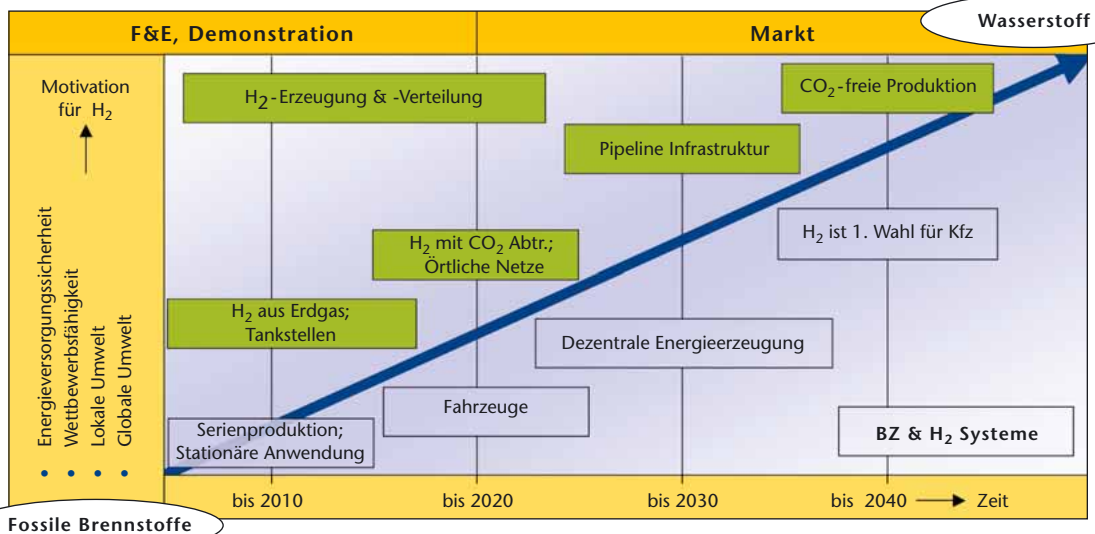 F&E, Demonstration
Markt
Wasserstoff
Motivation
für H₂
Energieversorgungssicherheit
Wettbewerbsfähigkeit
Lokale Umwelt
Globale Umwelt
H₂-Erzeugung & -Verteilung
CO₂-freie Produktion
Pipeline Infrastruktur
H₂ mit CO₂ Abtr.;
Örtliche Netze
H₂ ist 1. Wahl für Kfz
H₂ aus Erdgas;
Tankstellen
Dezentrale Energieerzeugung
Fahrzeuge
Serienproduktion;
Stationäre Anwendung
BZ & H₂ Systeme
bis 2010
bis 2020
bis 2030
bis 2040
Zeit
Fossile Brennstoffe